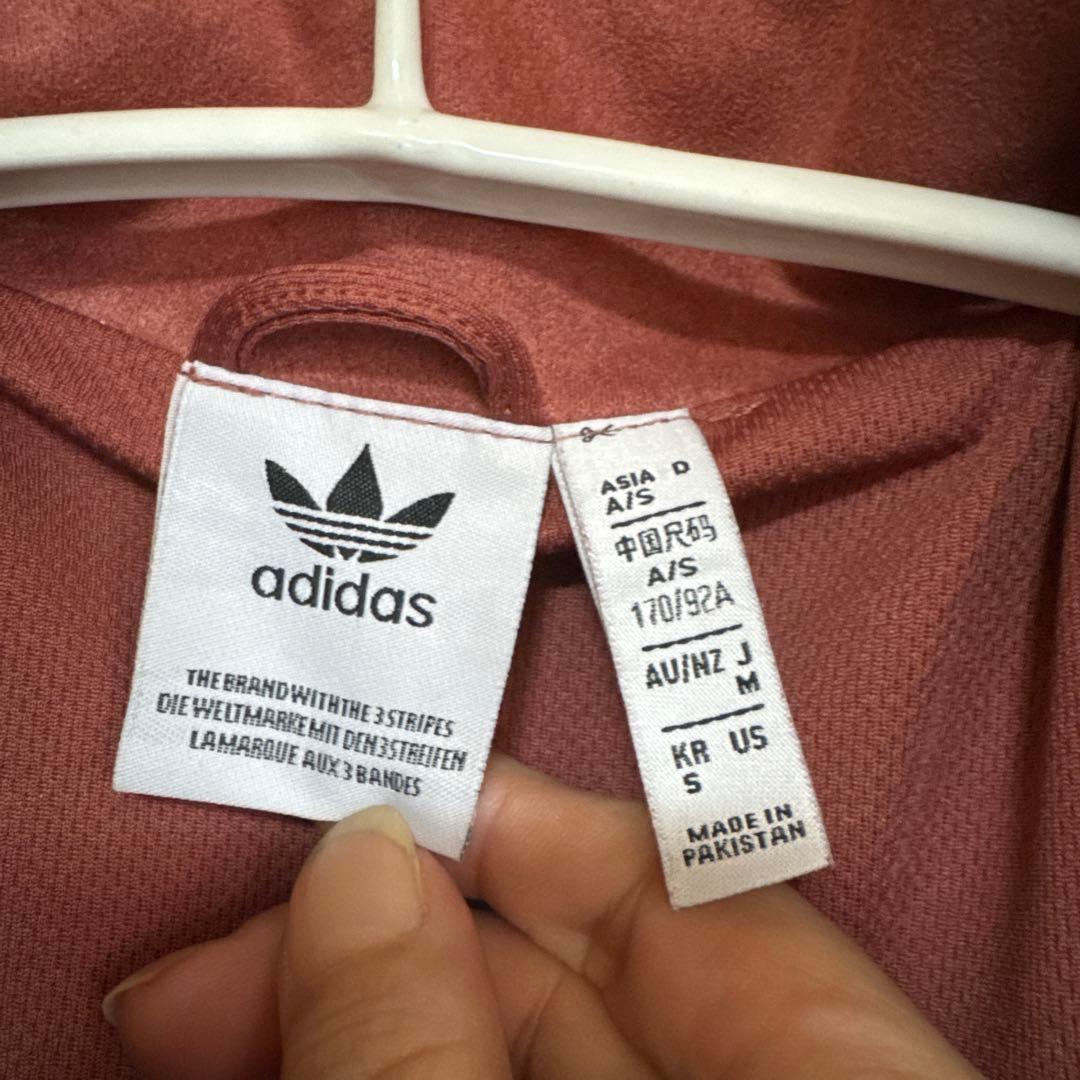 adidas
THE BRAND WITH THE 3 STRIPES
DIE WELTMARKE MIT DEN 3 STREIFEN
LA MARQUE AUX 3 BANDES
ASIA D
A/S
中国尺码
A/S
170/92A
AU/NZ J
M
KR US
S
MADE IN
PAKISTAN